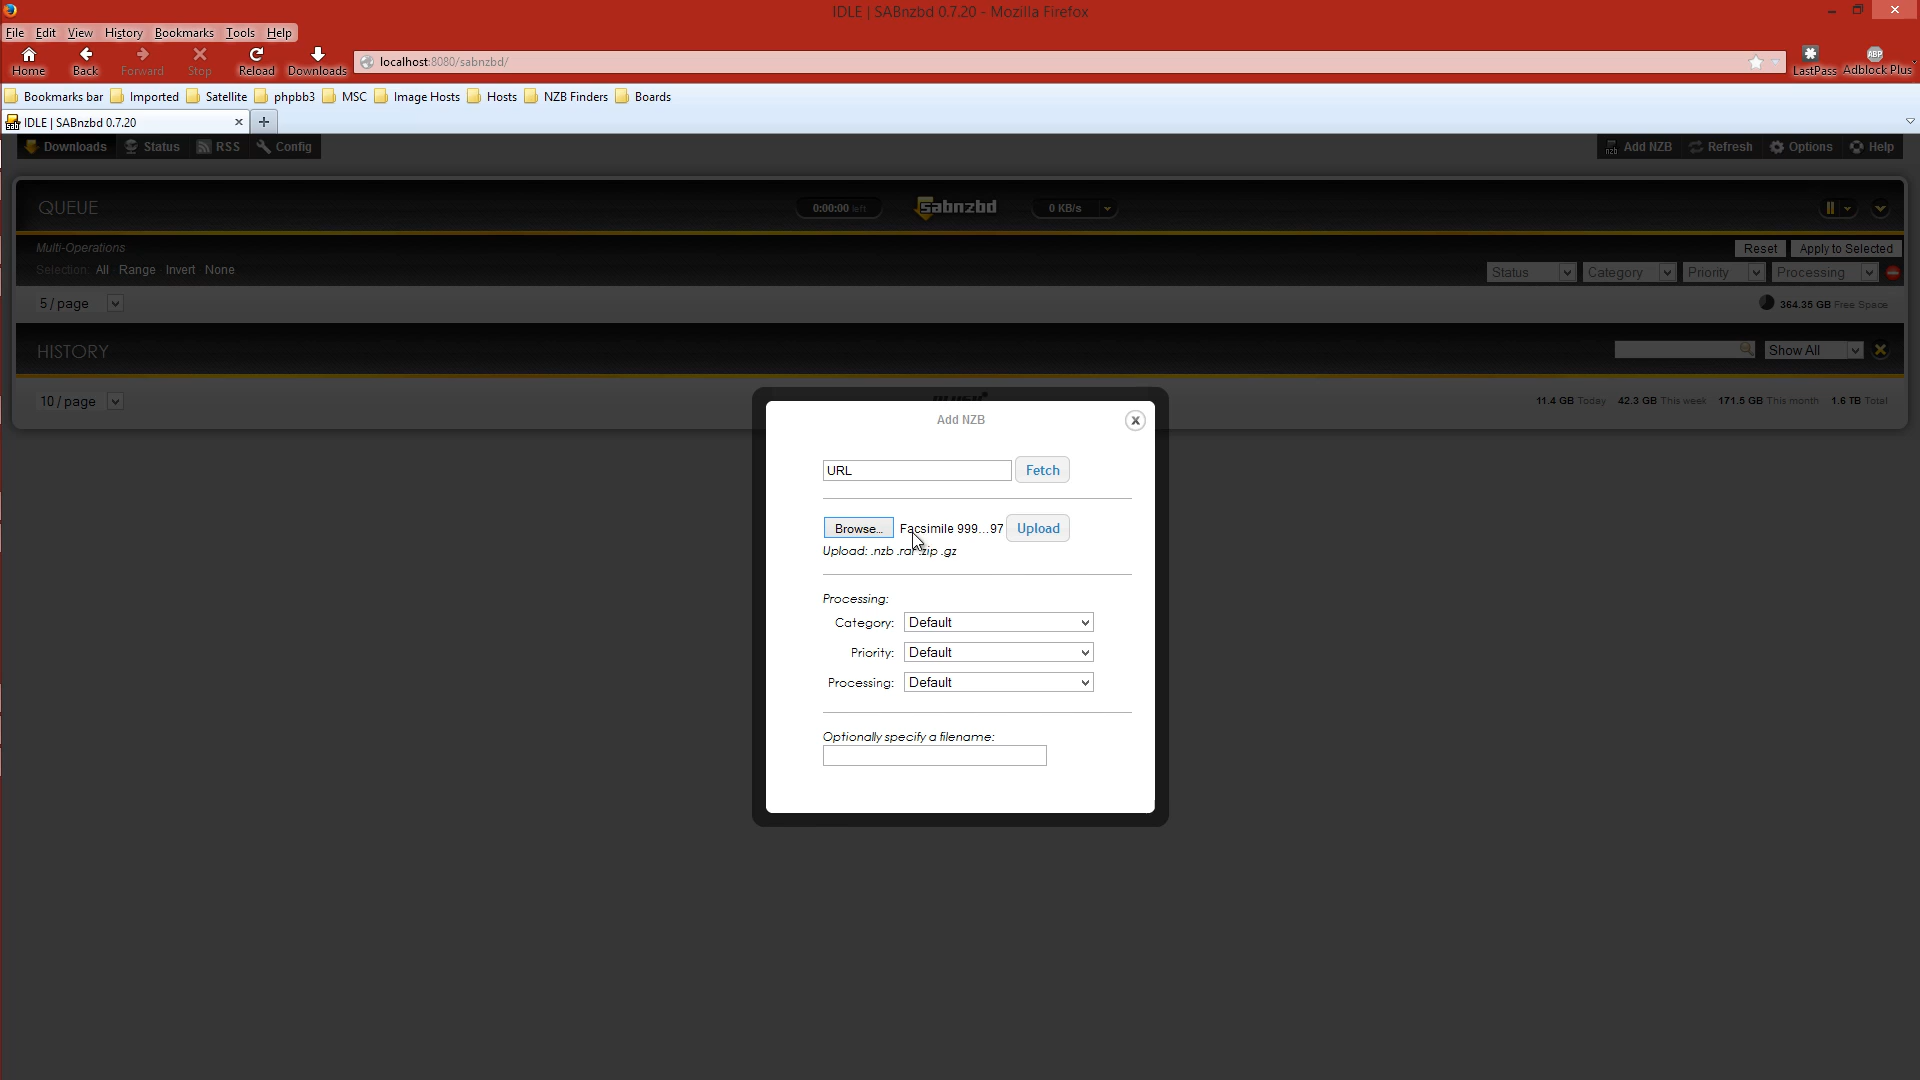 IDLE | SABnzbd 0.7.20 - Mozilla Firefox
File Edit View History Bookmarks Tools Help
Home Back Forward Stop Reload Downloads localhost:8080/sabnzbd/ LastPass Adblock Plus
ABP
Bookmarks bar Imported Satellite phpbb3 MSC Image Hosts Hosts NZB Finders Boards
IDLE | SABnzbd 0.7.20
Downloads Status RSS Config Add NZB Refresh Options Help
QUEUE 0:00:00 left sabnzbd 0 KB/s
Multi-Operations Reset Apply to Selected
Selection: All Range Invert None Status Category Priority Processing
5 / page 364.35 GB Free Space
HISTORY Show All
10 / page 11.4 GB Today 42.3 GB This week 171.5 GB This month 1.6 TB Total
Add NZB
URL Fetch
Browse... Facsimile 999...97 Upload
Upload: .nzb .rar .zip .gz
Processing:
Category: Default
Priority: Default
Processing: Default
Optionally specify a filename: